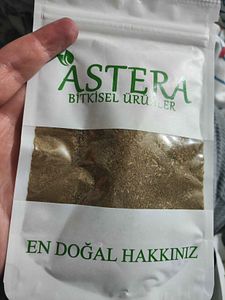 ASTERA
BİTKİSEL ÜRÜNLER
EN DOĞAL HAKKINIZ